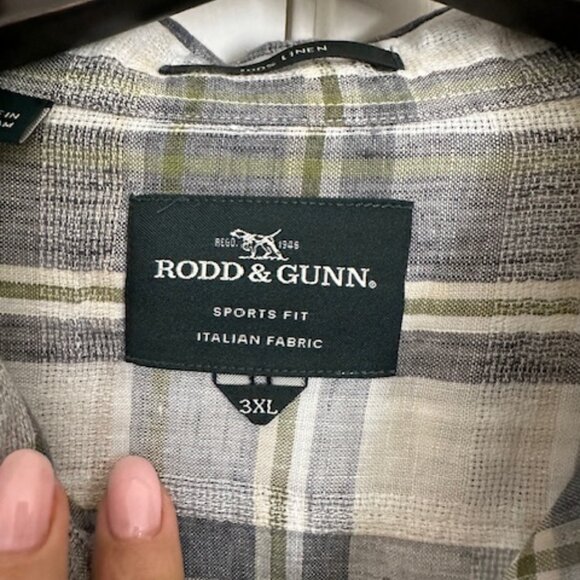 100% LINEN
REGD. 1946
RODD & GUNN®
SPORTS FIT
ITALIAN FABRIC
3XL